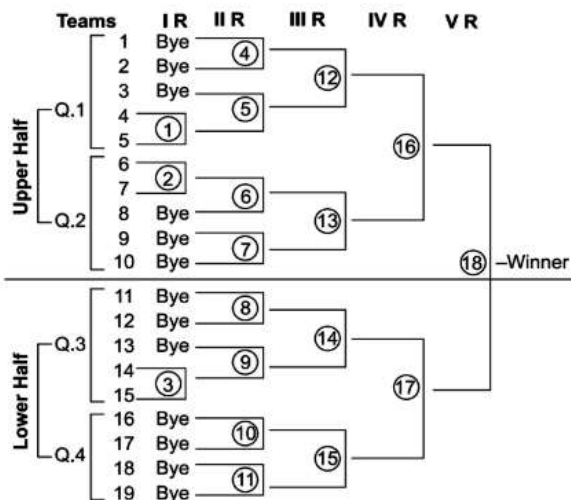 Teams I R II R III R IV R V R
1 Bye
④
2 Bye
⑫
3 Bye
⑤
Q.1
4
①
5
⑯
Upper Half
6
②
7
⑥
8 Bye
⑬
Q.2
9 Bye
⑦
10 Bye
⑱ –Winner
11 Bye
⑧
12 Bye
⑭
Q.3
13 Bye
⑨
14
③
15
⑰
Lower Half
16 Bye
⑩
17 Bye
⑮
Q.4
18 Bye
⑪
19 Bye